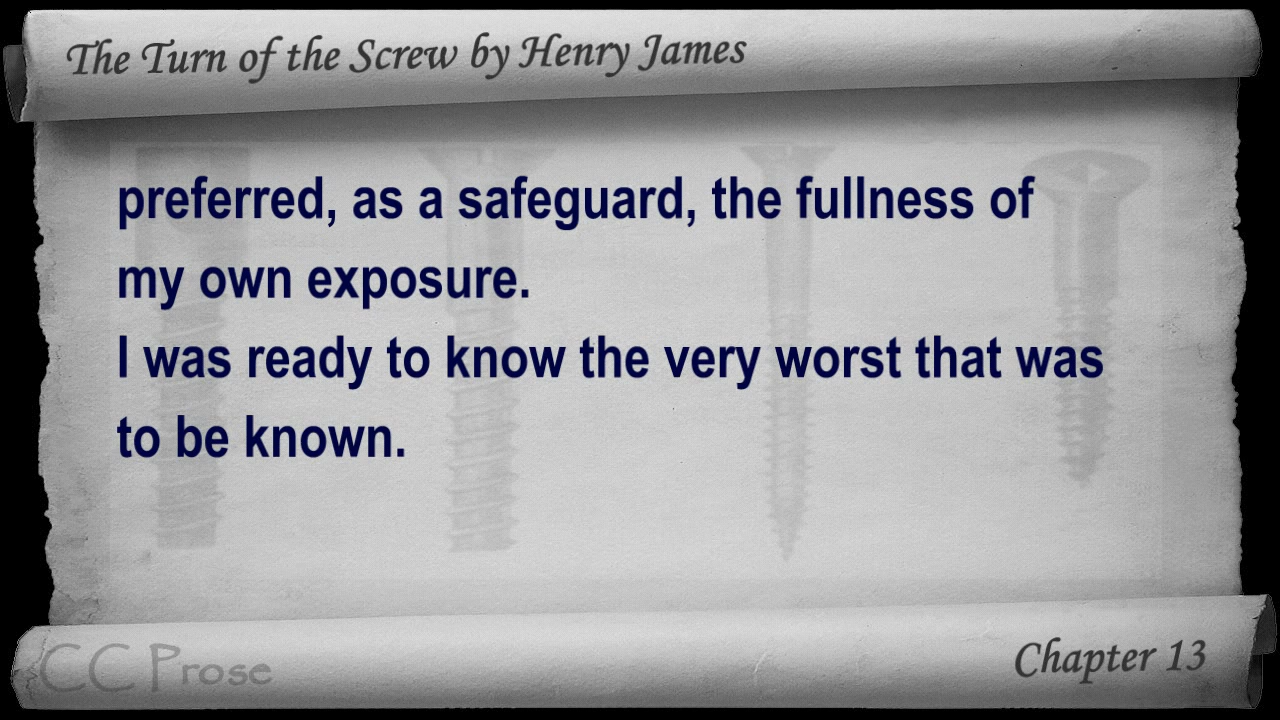 The Turn of the Screw by Henry James
preferred, as a safeguard, the fullness of
my own exposure.
I was ready to know the very worst that was
to be known.
CC Prose
Chapter 13